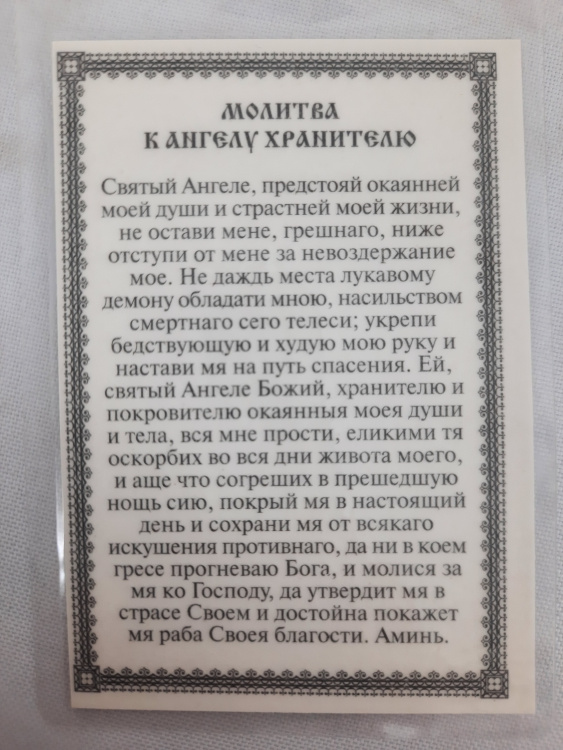 МОЛИТВА
К АНГЕЛУ ХРАНИТЕЛЮ
Святый Ангеле, предстояй окаянней
моей души и страстней моей жизни,
не остави мене, грешнаго, ниже
отступи от мене за невоздержание
мое. Не даждь места лукавому
демону обладати мною, насильством
смертнаго сего телесе; укрепи
бедствующую и худую мою руку и
настави мя на путь спасения. Ей,
святый Ангеле Божий, хранителю и
покровителю окаянныя моея души
и тела, вся мне прости, еликими тя
оскорбих во вся дни живота моего,
и аще что согреших в прешедшую
нощь сию, покрый мя в настоящий
день и сохрани мя от всякаго
искушения противнаго, да ни в коем
гресе прогневаю Бога, и молися за
мя ко Господу, да утвердит мя в
страсе Своем и достойна покажет
мя раба Своея благости. Аминь.